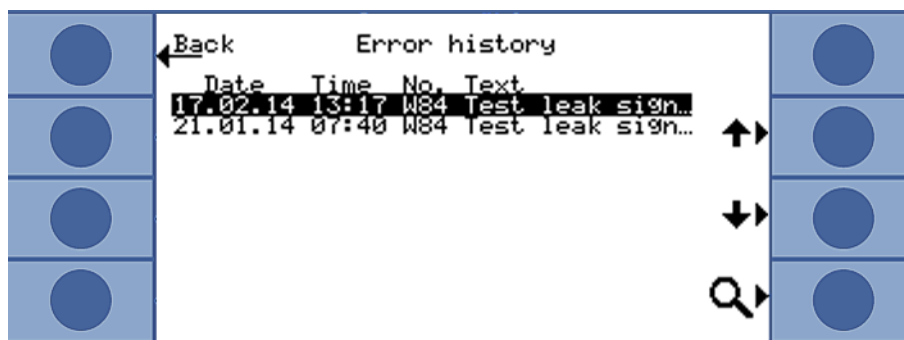 Back Error history
Date Time No. Text
17.02.14 13:17 W84 Test leak sign…
21.01.14 07:40 W84 Test leak sign…